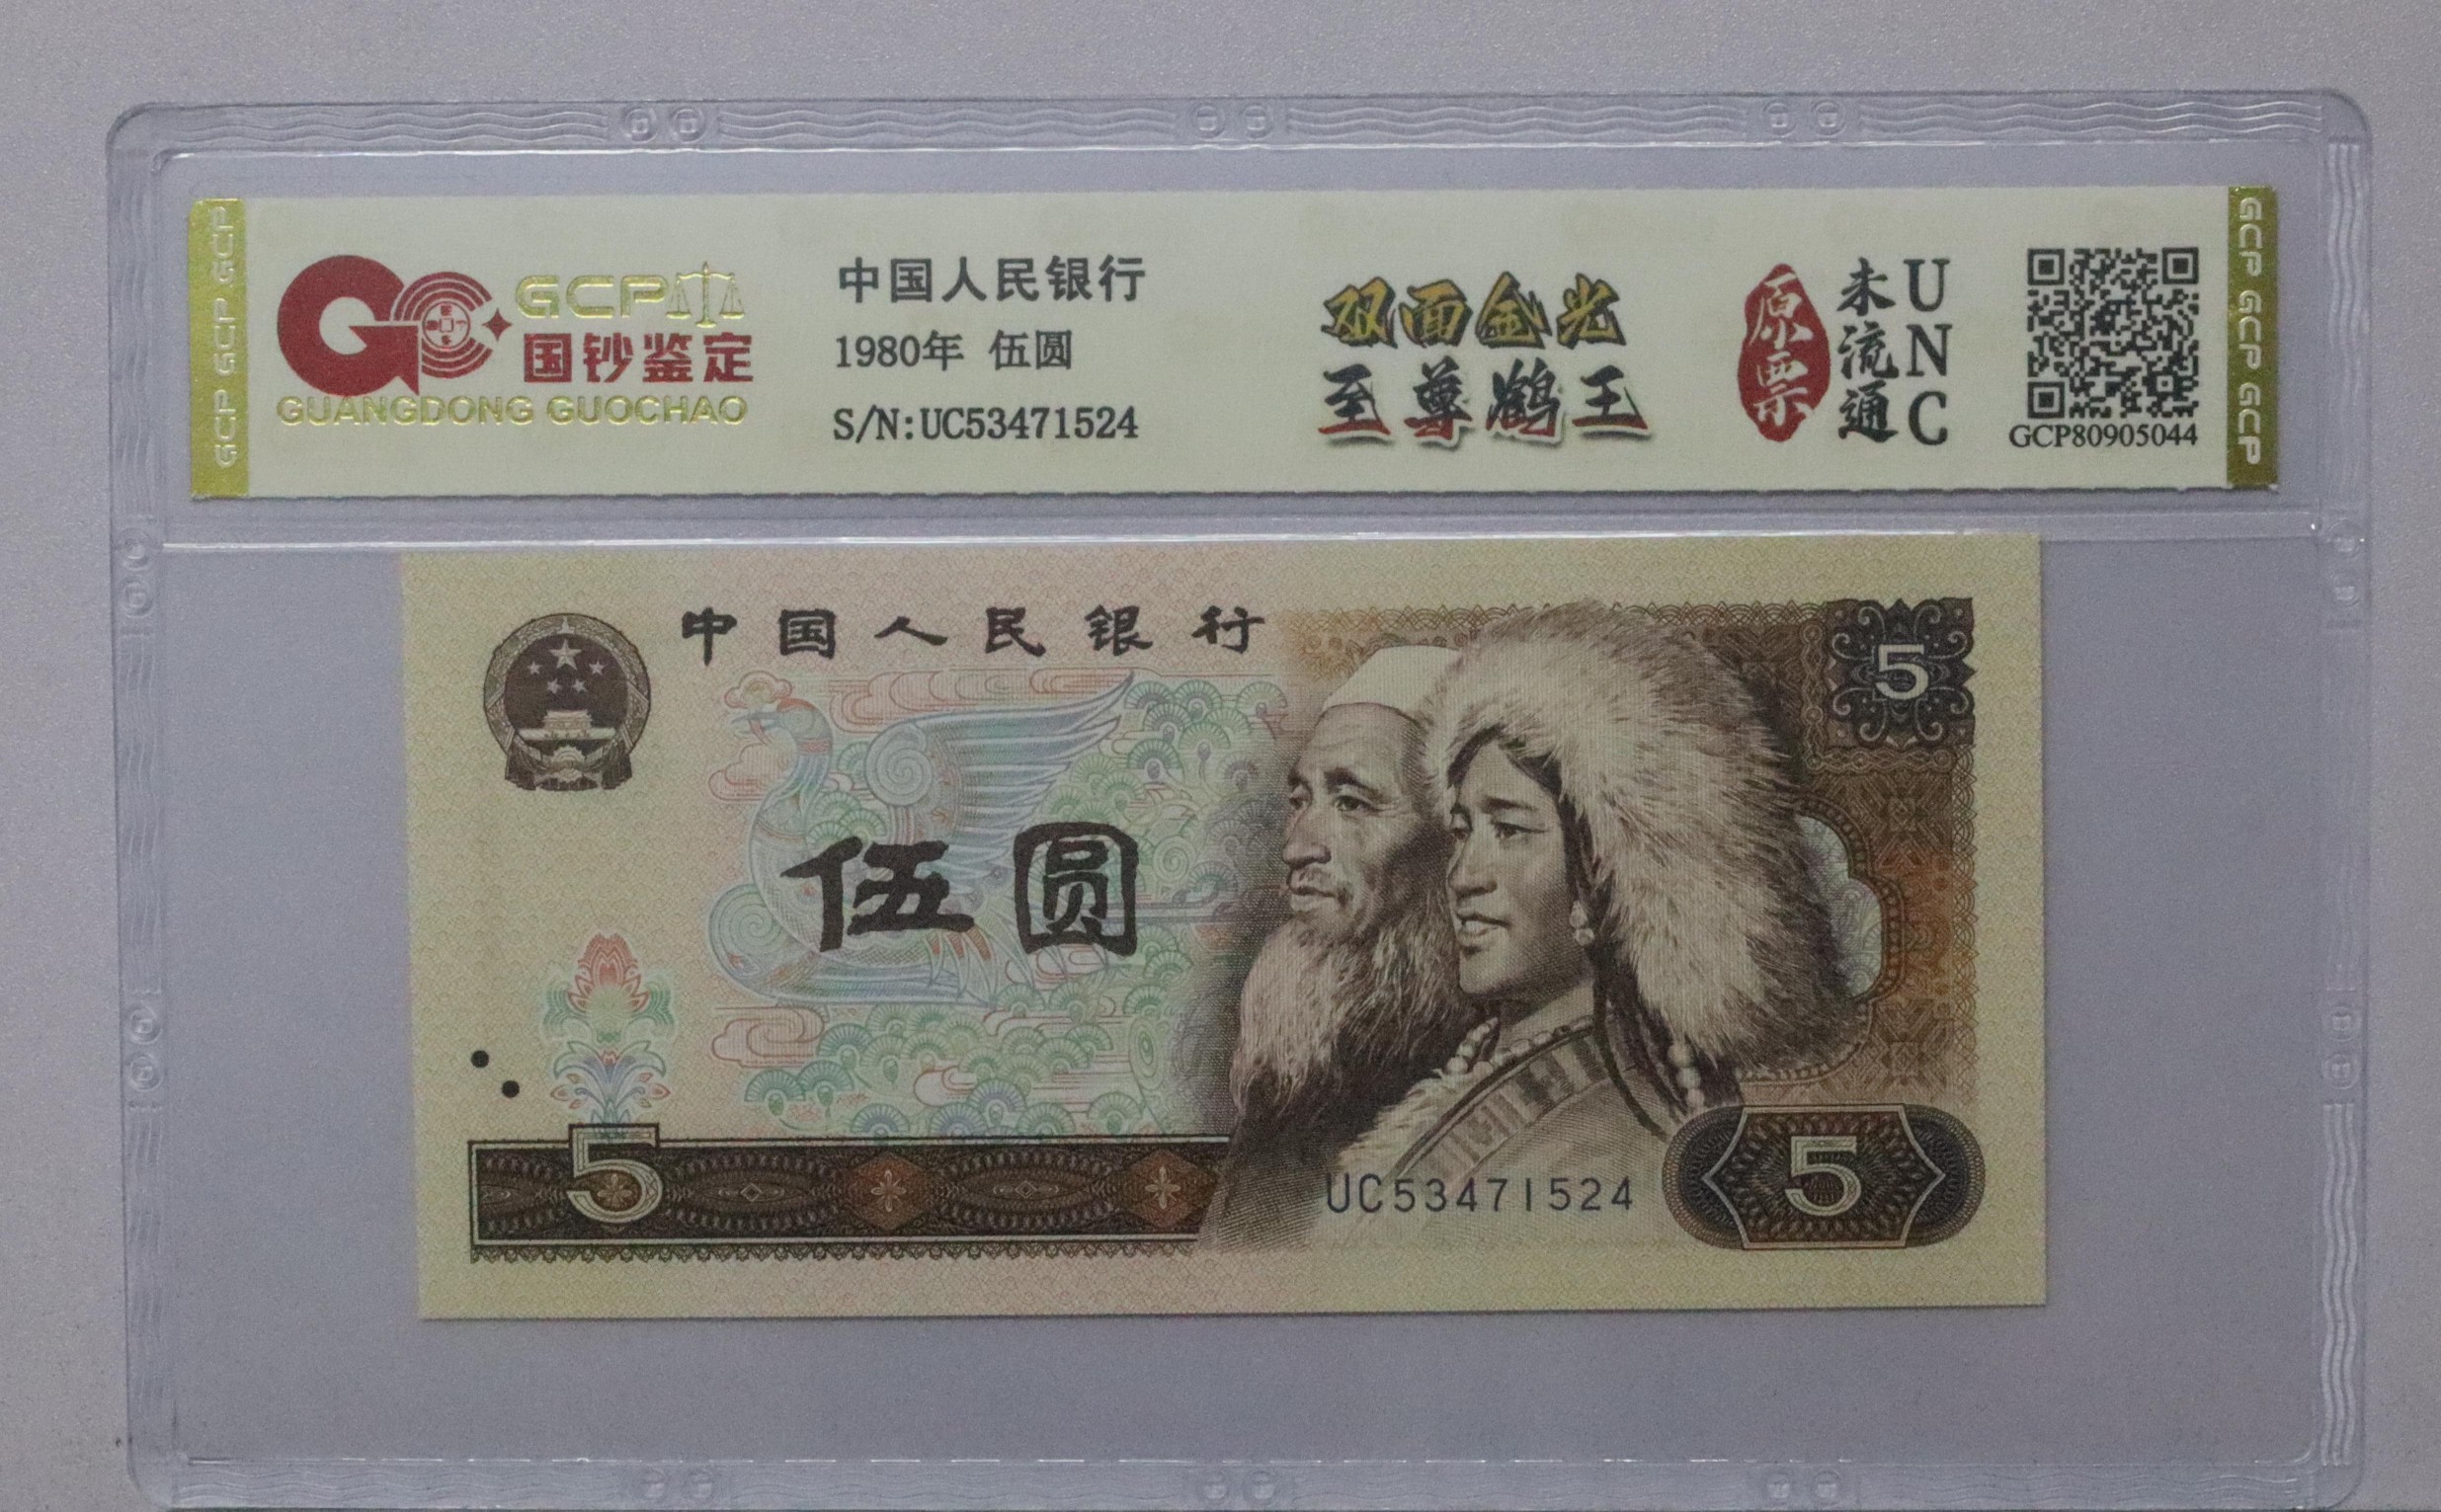 GCP GCP GCP
GCP
国钞鉴定
GUANGDONG GUOCHAO
中国人民银行
1980年 伍圆
S/N:UC53471524
双面金光
至尊鹤王
原票
未流通
UNC
GCP80905044
GCP GCP GCP
中国人民银行
5
伍圆
5
UC53471524
5